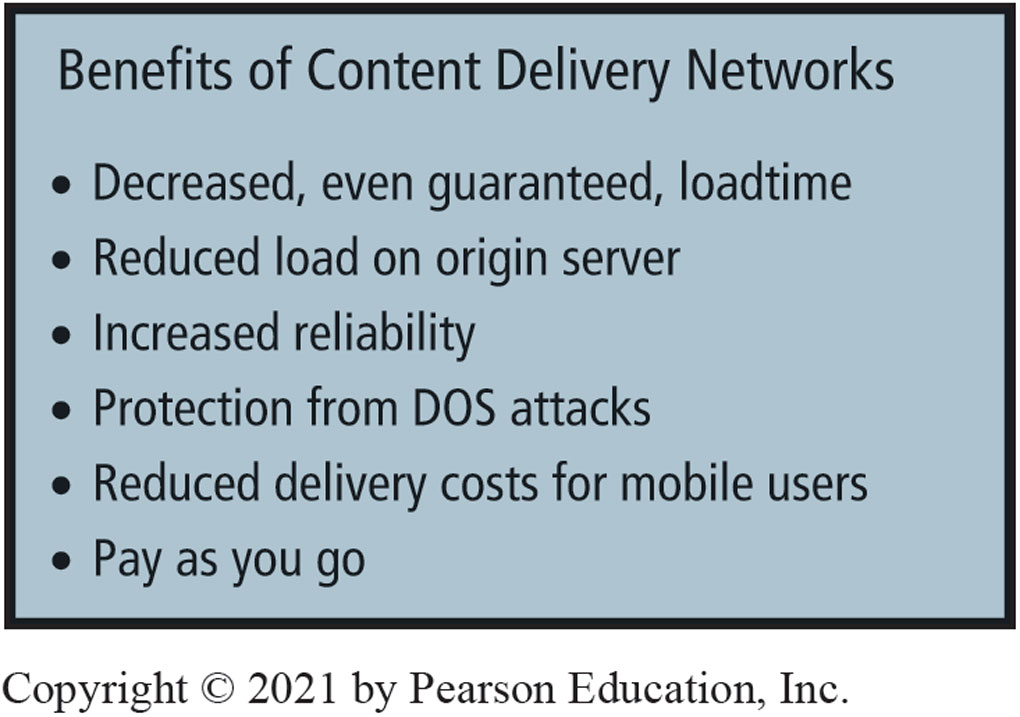 Benefits of Content Delivery Networks
• Decreased, even guaranteed, loadtime
• Reduced load on origin server
• Increased reliability
• Protection from DOS attacks
• Reduced delivery costs for mobile users
• Pay as you go
Copyright © 2021 by Pearson Education, Inc.